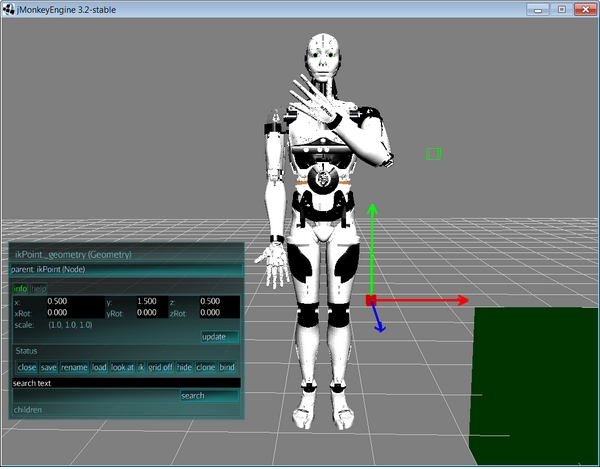 jMonkeyEngine 3.2-stable
ikPoint_geometry (Geometry)
parent: ikPoint (Node)
info help
x: 0.500 y: 1.500 z: 0.500
xRot: 0.000 yRot: 0.000 zRot: 0.000
scale: (1.0, 1.0, 1.0)
update
Status
close save rename load look at ik grid off hide clone bind
search text
search
children